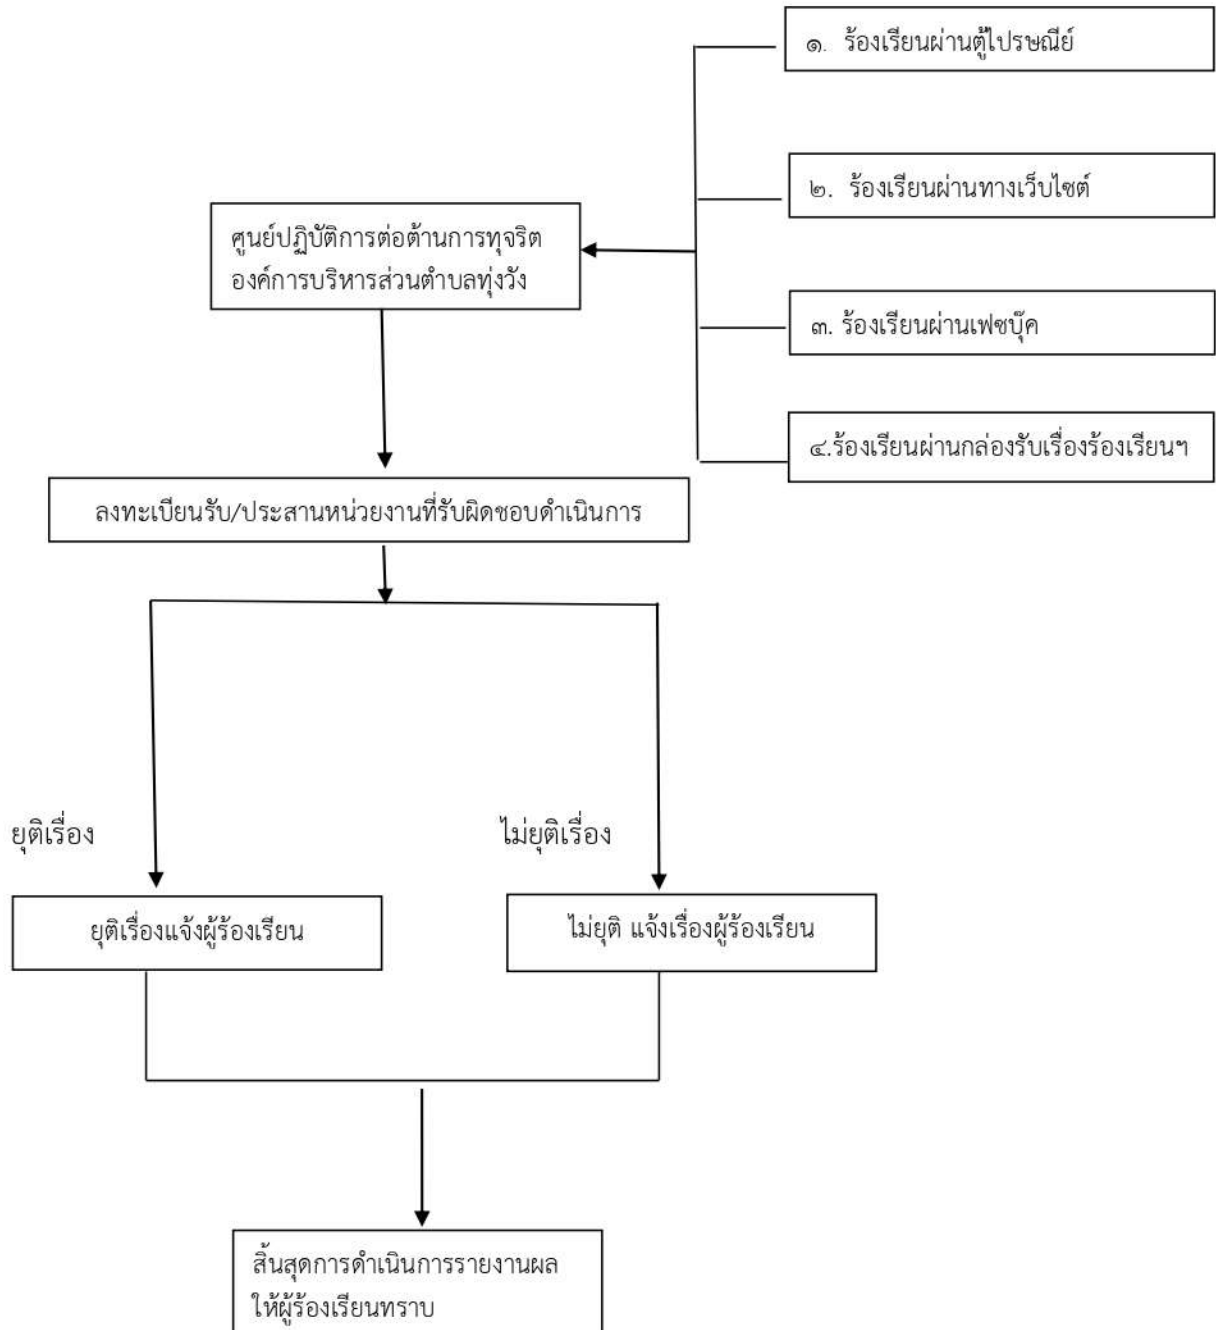 ๑. ร้องเรียนผ่านตู้ไปรษณีย์
๒. ร้องเรียนผ่านทางเว็บไซต์
ศูนย์ปฏิบัติการต่อต้านการทุจริต
องค์การบริหารส่วนตำบลทุ่งวัง
๓. ร้องเรียนผ่านเฟซบุ๊ค
๔.ร้องเรียนผ่านกล่องรับเรื่องร้องเรียนฯ
ลงทะเบียนรับ/ประสานหน่วยงานที่รับผิดชอบดำเนินการ
ยุติเรื่อง
ไม่ยุติเรื่อง
ยุติเรื่องแจ้งผู้ร้องเรียน
ไม่ยุติ แจ้งเรื่องผู้ร้องเรียน
สิ้นสุดการดำเนินการรายงานผล
ให้ผู้ร้องเรียนทราบ